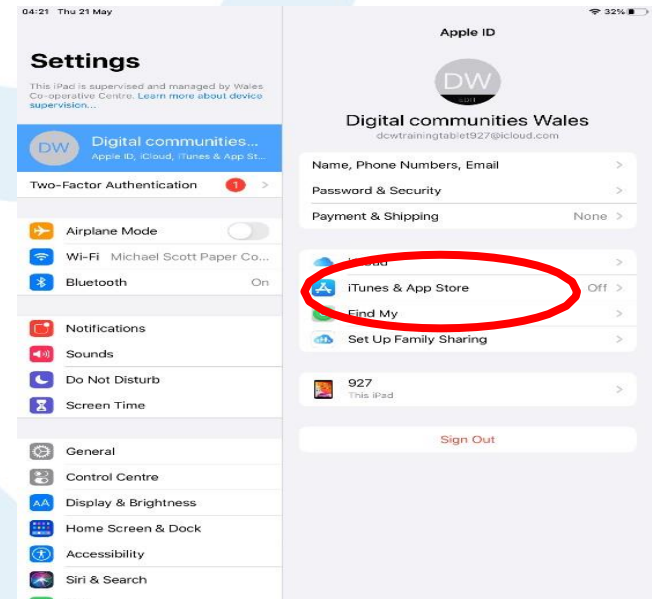 04:21 Thu 21 May
32%
Settings
This iPad is supervised and managed by Wales
Co-operative Centre. Learn more about device
supervision...
DW
Digital communities...
Apple ID, iCloud, iTunes & App St...
Two-Factor Authentication 1
Airplane Mode
Wi-Fi Michael Scott Paper Co...
Bluetooth On
Notifications
Sounds
Do Not Disturb
Screen Time
General
Control Centre
AA Display & Brightness
Home Screen & Dock
Accessibility
Siri & Search
Apple ID
DW
EDIT
Digital communities Wales
dcwtrainingtablet927@icloud.com
Name, Phone Numbers, Email
Password & Security
Payment & Shipping None
iCloud
iTunes & App Store Off
Find My
Set Up Family Sharing
927
This iPad
Sign Out